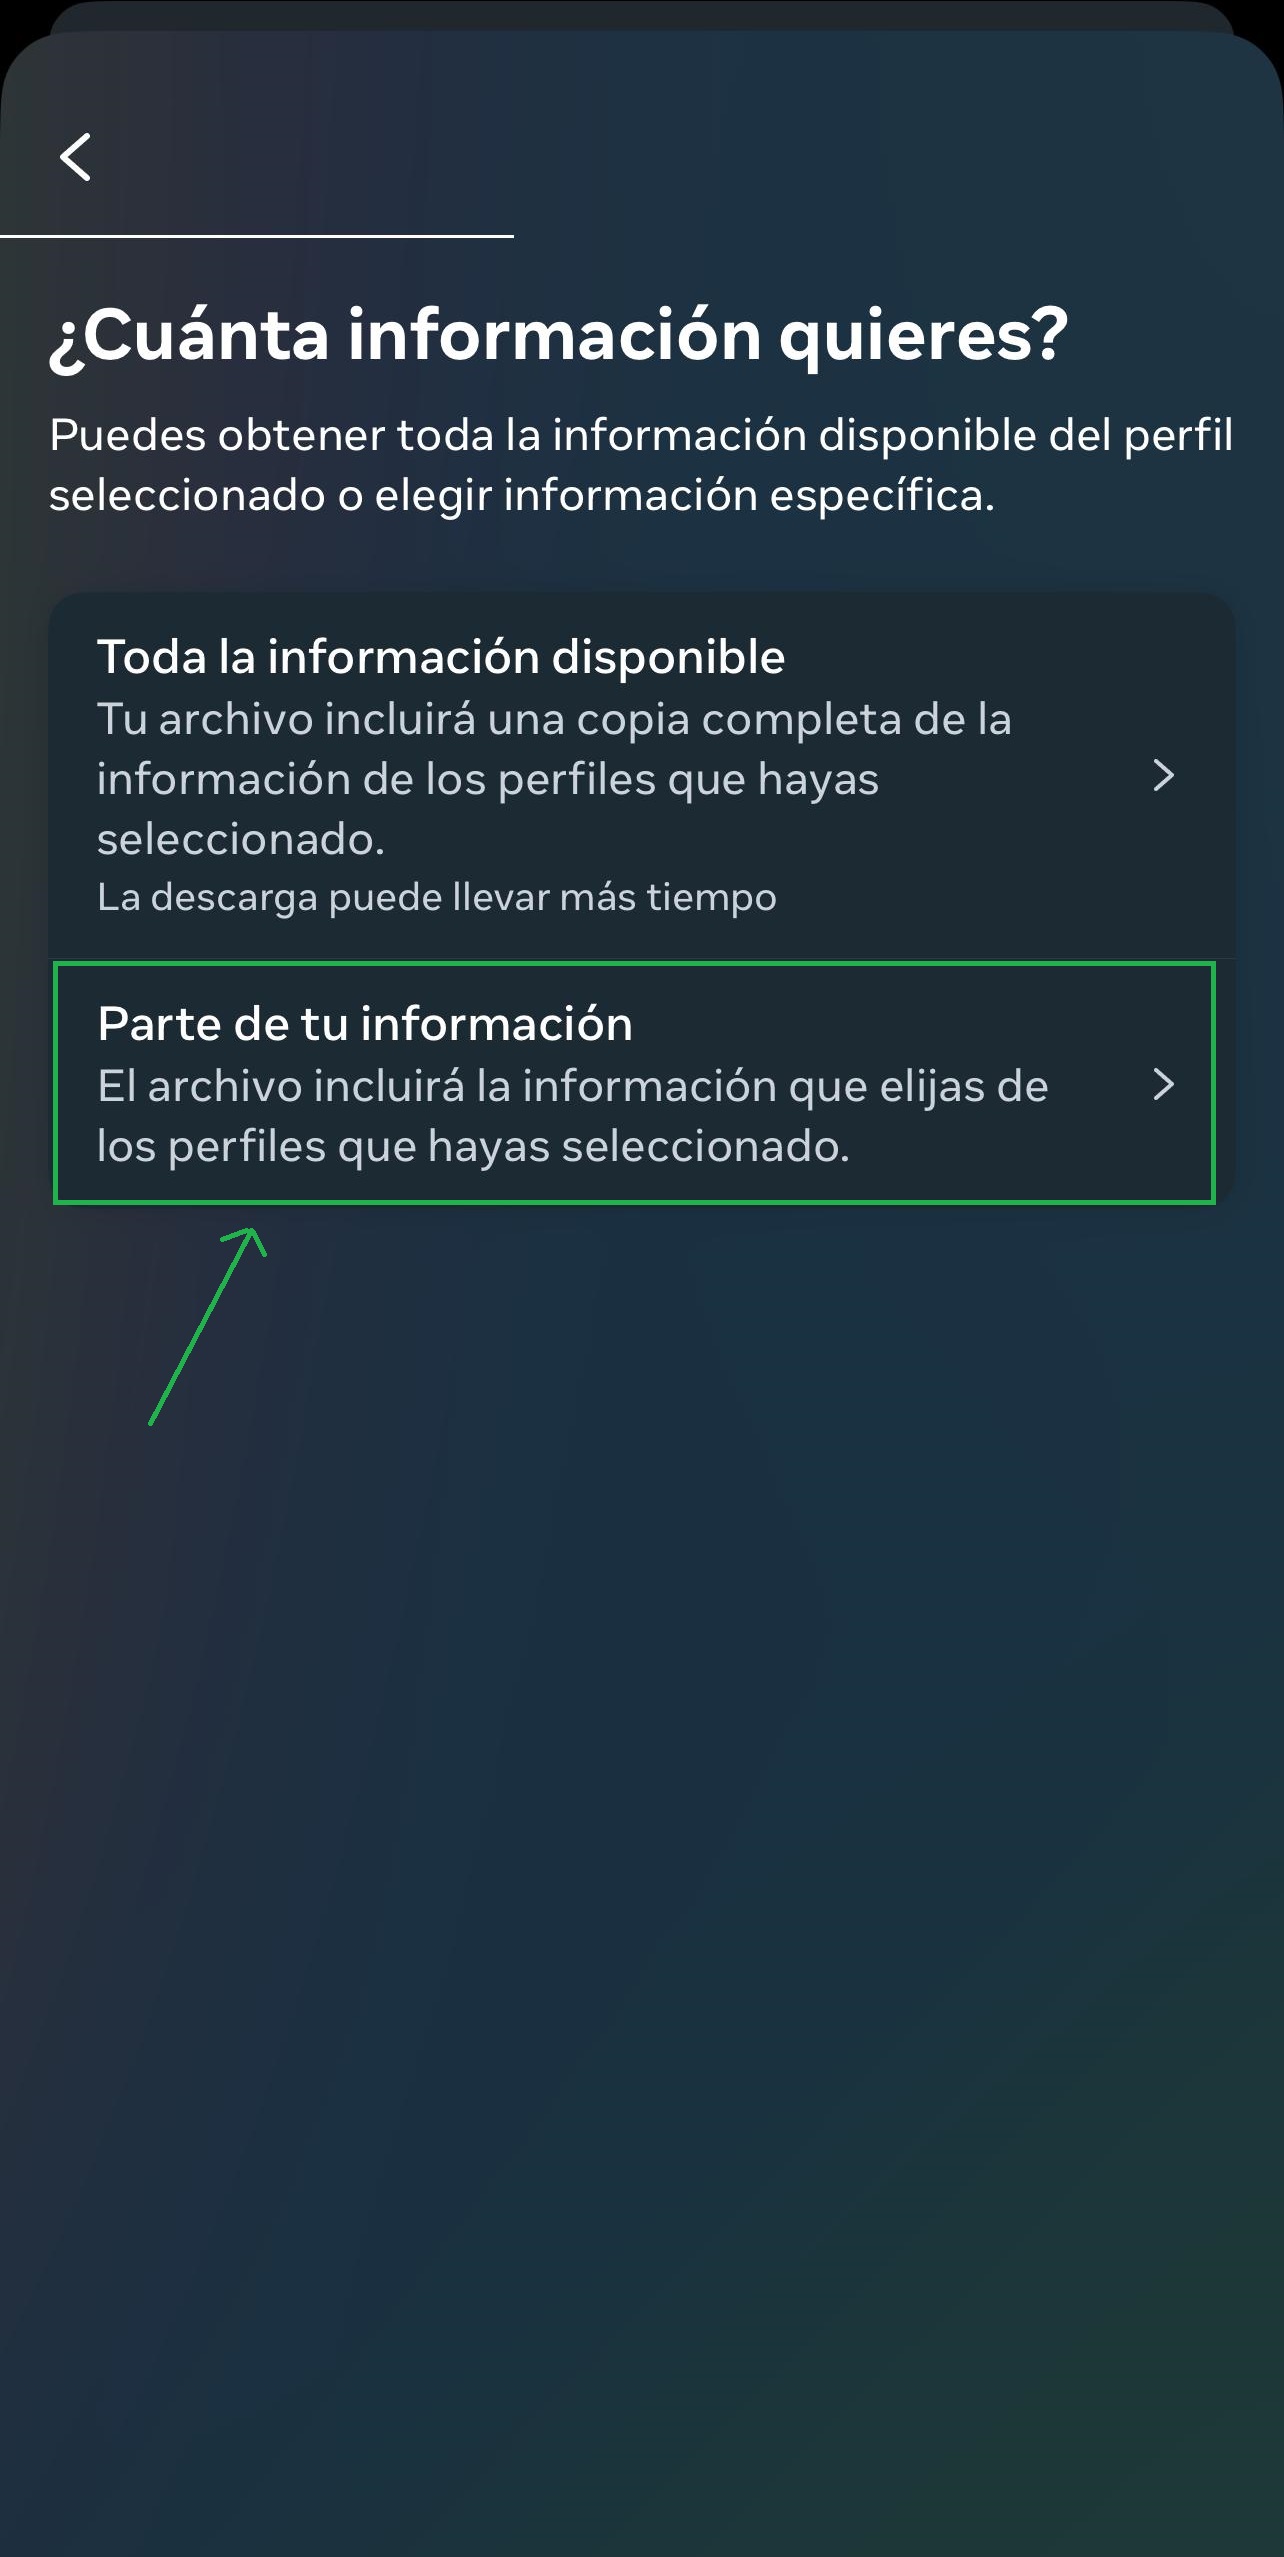 ¿Cuánta información quieres?
Puedes obtener toda la información disponible del perfil
seleccionado o elegir información específica.
Toda la información disponible
Tu archivo incluirá una copia completa de la
información de los perfiles que hayas
seleccionado.
La descarga puede llevar más tiempo
Parte de tu información
El archivo incluirá la información que elijas de
los perfiles que hayas seleccionado.